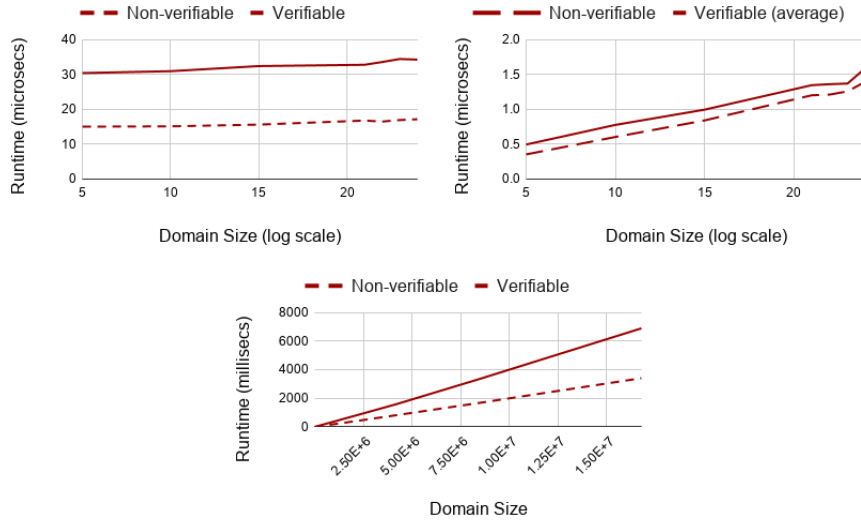 Non-verifiable Verifiable
Runtime (microsecs)
40
30
20
10
0
5 10 15 20
Domain Size (log scale)
Non-verifiable Verifiable (average)
Runtime (microsecs)
2.0
1.5
1.0
0.5
0.0
5 10 15 20
Domain Size (log scale)
Non-verifiable Verifiable
Runtime (millisecs)
8000
6000
4000
2000
0
2.50E+6 5.00E+6 7.50E+6 1.00E+7 1.25E+7 1.50E+7
Domain Size